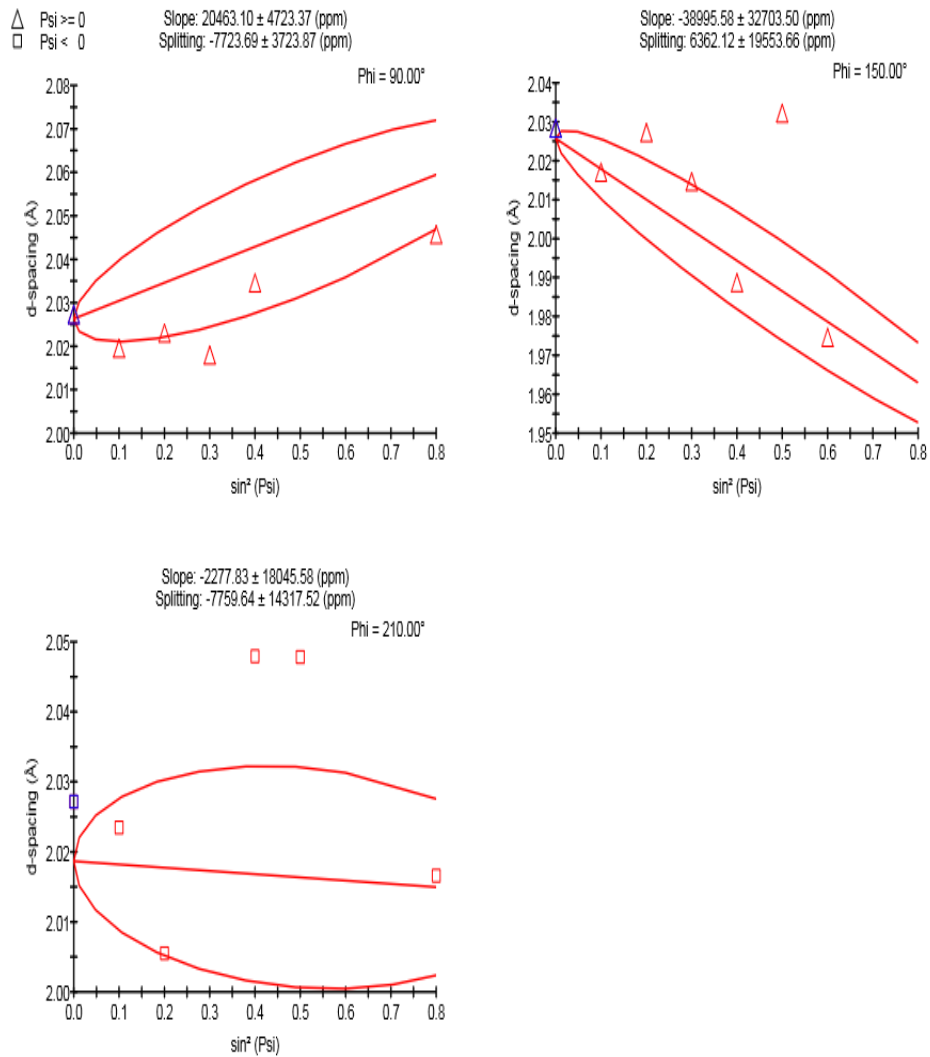 Psi >= 0
Psi < 0
Slope: 20463.10 ± 4723.37 (ppm)
Splitting: -7723.69 ± 3723.87 (ppm)
Phi = 90.00°
d-spacing (Å)
2.08
2.07
2.06
2.05
2.04
2.03
2.02
2.01
2.00
0.0 0.1 0.2 0.3 0.4 0.5 0.6 0.7 0.8
sin² (Psi)
Slope: -38995.58 ± 32703.50 (ppm)
Splitting: 6362.12 ± 19553.66 (ppm)
Phi = 150.00°
d-spacing (Å)
2.04
2.03
2.02
2.01
2.00
1.99
1.98
1.97
1.96
1.95
0.0 0.1 0.2 0.3 0.4 0.5 0.6 0.7 0.8
sin² (Psi)
Slope: -2277.83 ± 18045.58 (ppm)
Splitting: -7759.64 ± 14317.52 (ppm)
Phi = 210.00°
d-spacing (Å)
2.05
2.04
2.03
2.02
2.01
2.00
0.0 0.1 0.2 0.3 0.4 0.5 0.6 0.7 0.8
sin² (Psi)